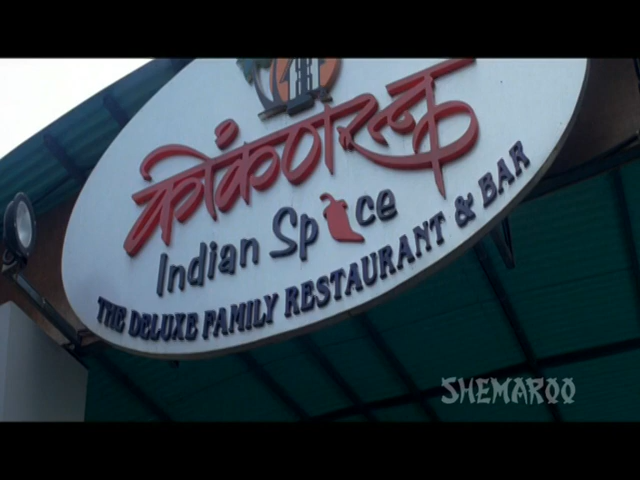 कोंकणरत्न
Indian Spice
THE DELUXE FAMILY RESTAURANT & BAR
SHEMAROO